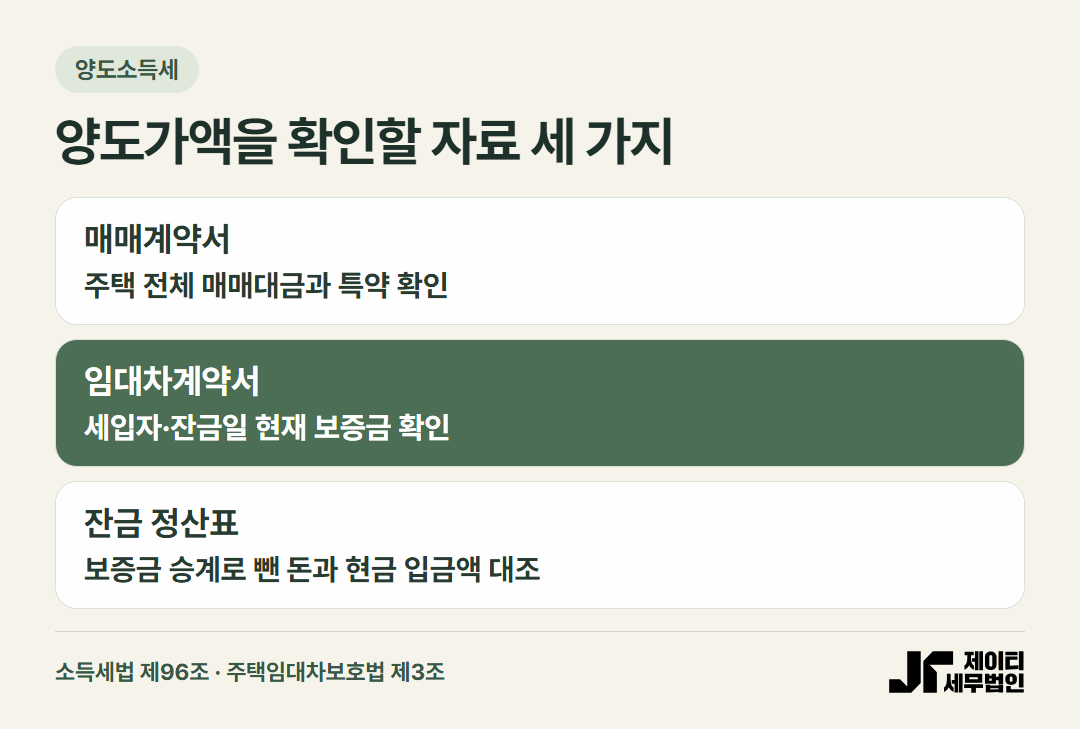 양도소득세
양도가액을 확인할 자료 세 가지
매매계약서
주택 전체 매매대금과 특약 확인
임대차계약서
세입자·잔금일 현재 보증금 확인
잔금 정산표
보증금 승계로 뺀 돈과 현금 입금액 대조
소득세법 제96조 · 주택임대차보호법 제3조
제이티
세무법인